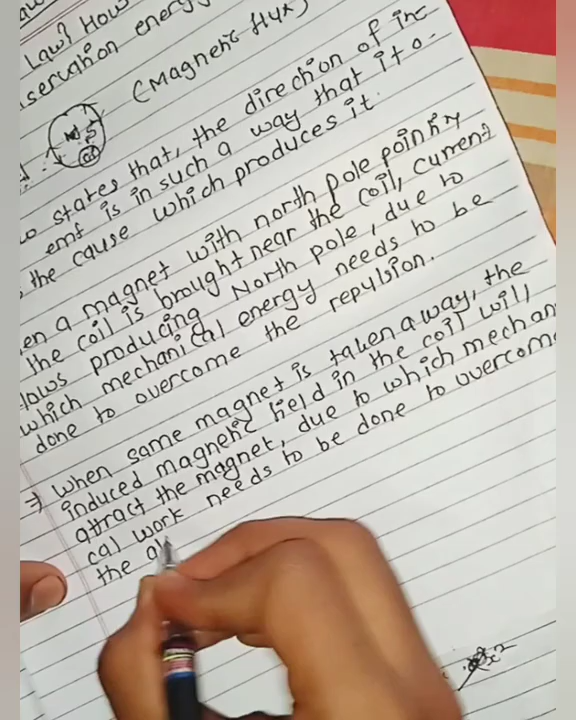 Law? How
servation energy
(Magnetic flux)
N S
states that, the direction of inc
emf is in such a way that it o-
the cause which produces it.
en a magnet with north pole pointing
the coil is brought near the coil, current
lows producing North pole, due to
which mechanical energy needs to be
done to overcome the repulsion.
→ When same magnet is taken away, the
induced magnetic field in the coil will
attract the magnet, due to which mechan
cal work needs to be done to overcom
the a